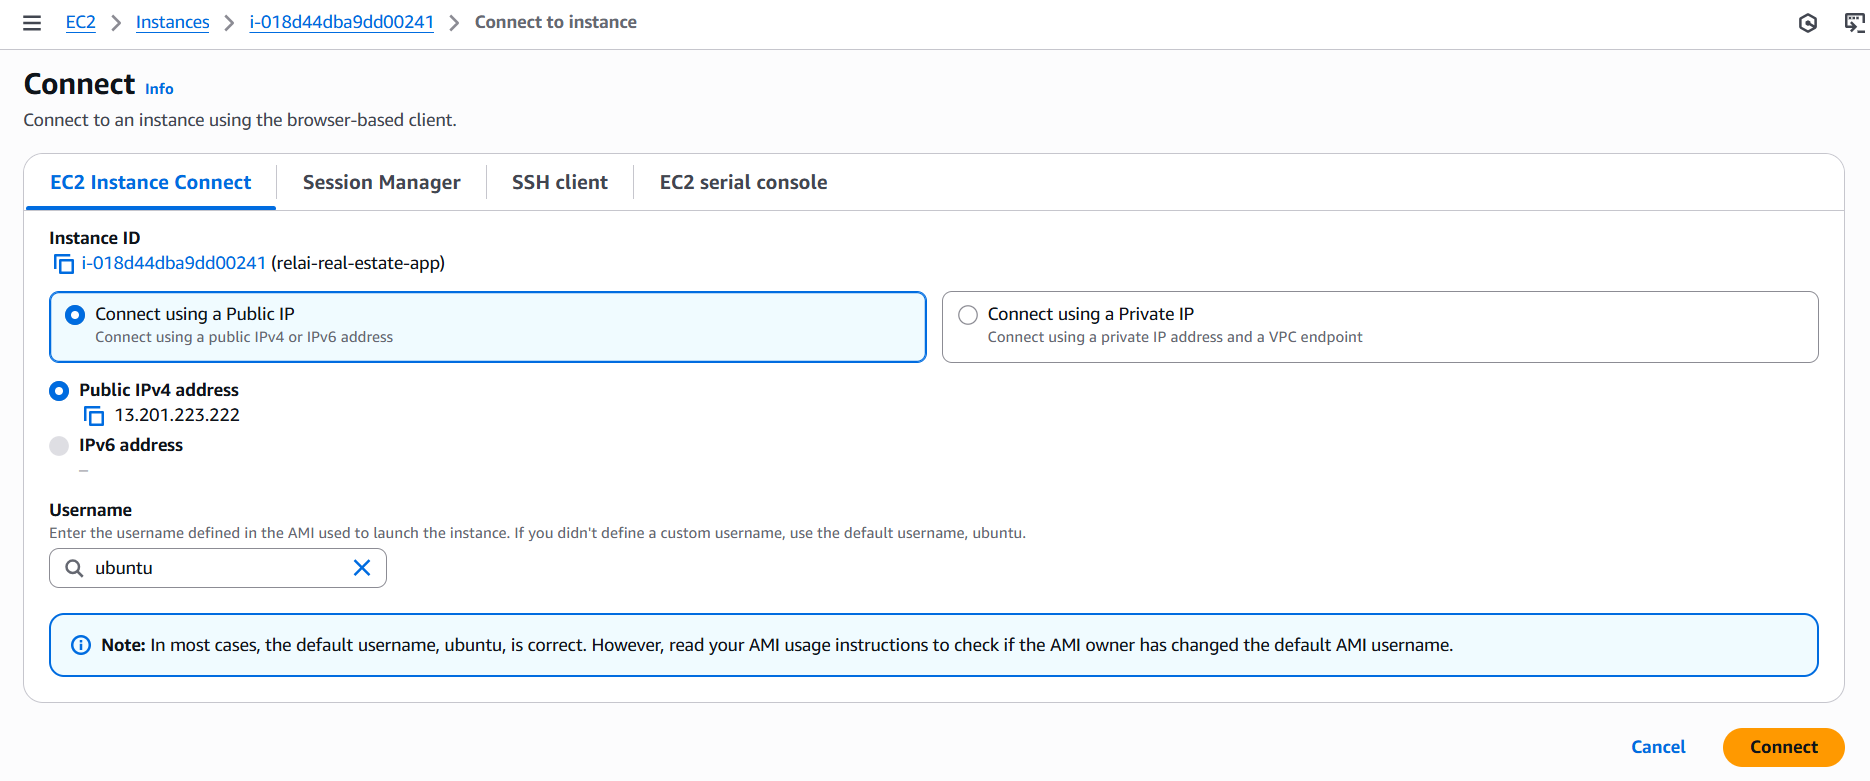 EC2 > Instances > i-018d44dba9dd00241 > Connect to instance
Connect Info
Connect to an instance using the browser-based client.
EC2 Instance Connect Session Manager SSH client EC2 serial console
Instance ID
i-018d44dba9dd00241 (relai-real-estate-app)
Connect using a Public IP
Connect using a public IPv4 or IPv6 address
Connect using a Private IP
Connect using a private IP address and a VPC endpoint
Public IPv4 address
13.201.223.222
IPv6 address
–
Username
Enter the username defined in the AMI used to launch the instance. If you didn't define a custom username, use the default username, ubuntu.
ubuntu
Note: In most cases, the default username, ubuntu, is correct. However, read your AMI usage instructions to check if the AMI owner has changed the default AMI username.
Cancel Connect